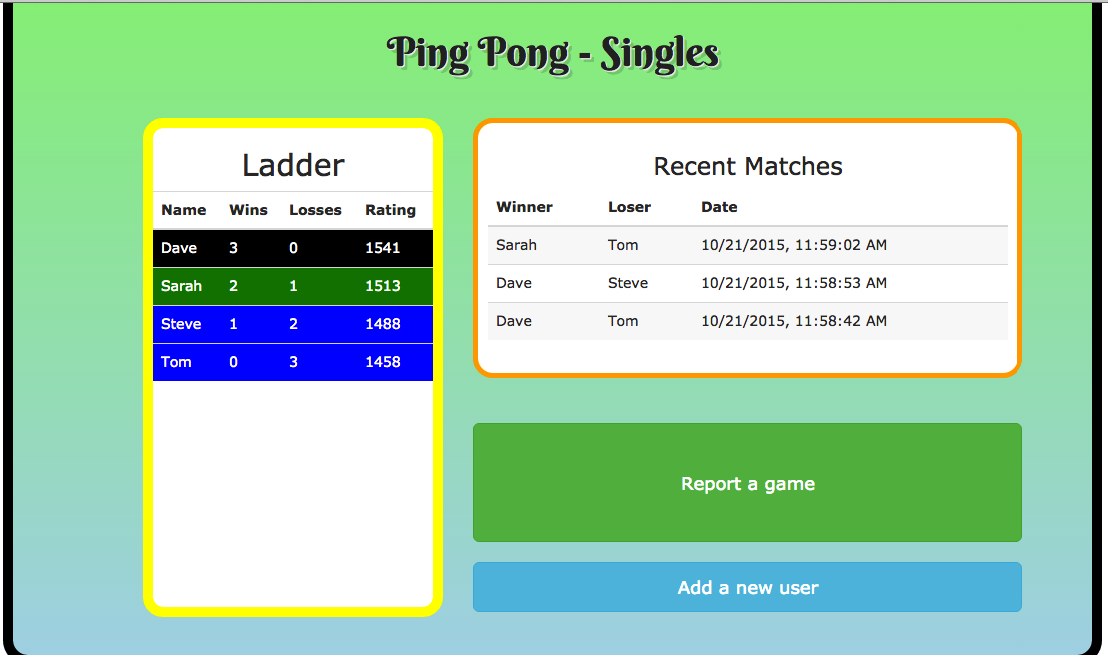 Ping Pong - Singles
Ladder
Name Wins Losses Rating
Dave 3 0 1541
Sarah 2 1 1513
Steve 1 2 1488
Tom 0 3 1458
Recent Matches
Winner Loser Date
Sarah Tom 10/21/2015, 11:59:02 AM
Dave Steve 10/21/2015, 11:58:53 AM
Dave Tom 10/21/2015, 11:58:42 AM
Report a game
Add a new user